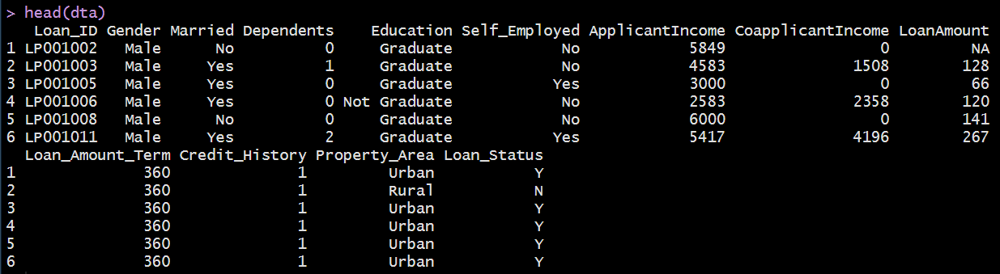 > head(dta)
   Loan_ID Gender Married Dependents    Education Self_Employed ApplicantIncome CoapplicantIncome LoanAmount
1 LP001002   Male      No          0     Graduate            No            5849                 0         NA
2 LP001003   Male     Yes          1     Graduate            No            4583              1508        128
3 LP001005   Male     Yes          0     Graduate           Yes            3000                 0         66
4 LP001006   Male     Yes          0 Not Graduate            No            2583              2358        120
5 LP001008   Male      No          0     Graduate            No            6000                 0        141
6 LP001011   Male     Yes          2     Graduate           Yes            5417              4196        267
  Loan_Amount_Term Credit_History Property_Area Loan_Status
1              360              1         Urban           Y
2              360              1         Rural           N
3              360              1         Urban           Y
4              360              1         Urban           Y
5              360              1         Urban           Y
6              360              1         Urban           Y